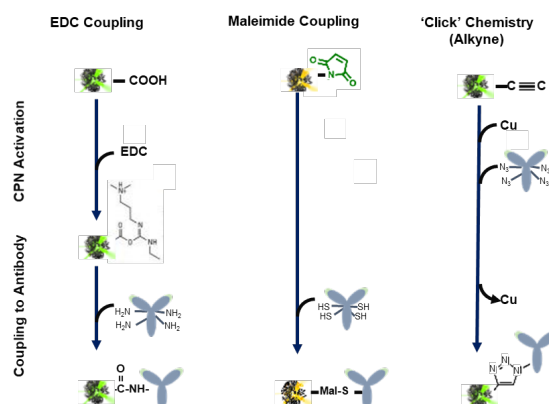 EDC Coupling
Maleimide Coupling
‘Click’ Chemistry
(Alkyne)
CPN Activation
Coupling to Antibody
COOH
EDC
H
N
N
O
O
NH
H₂N
NH₂
H₂N
NH₂
O
C-NH-
O
N
O
HS
SH
HS
SH
Mal-S
C≡C
Cu
N₃
N₃
N₃
N₃
Cu
N
N
N